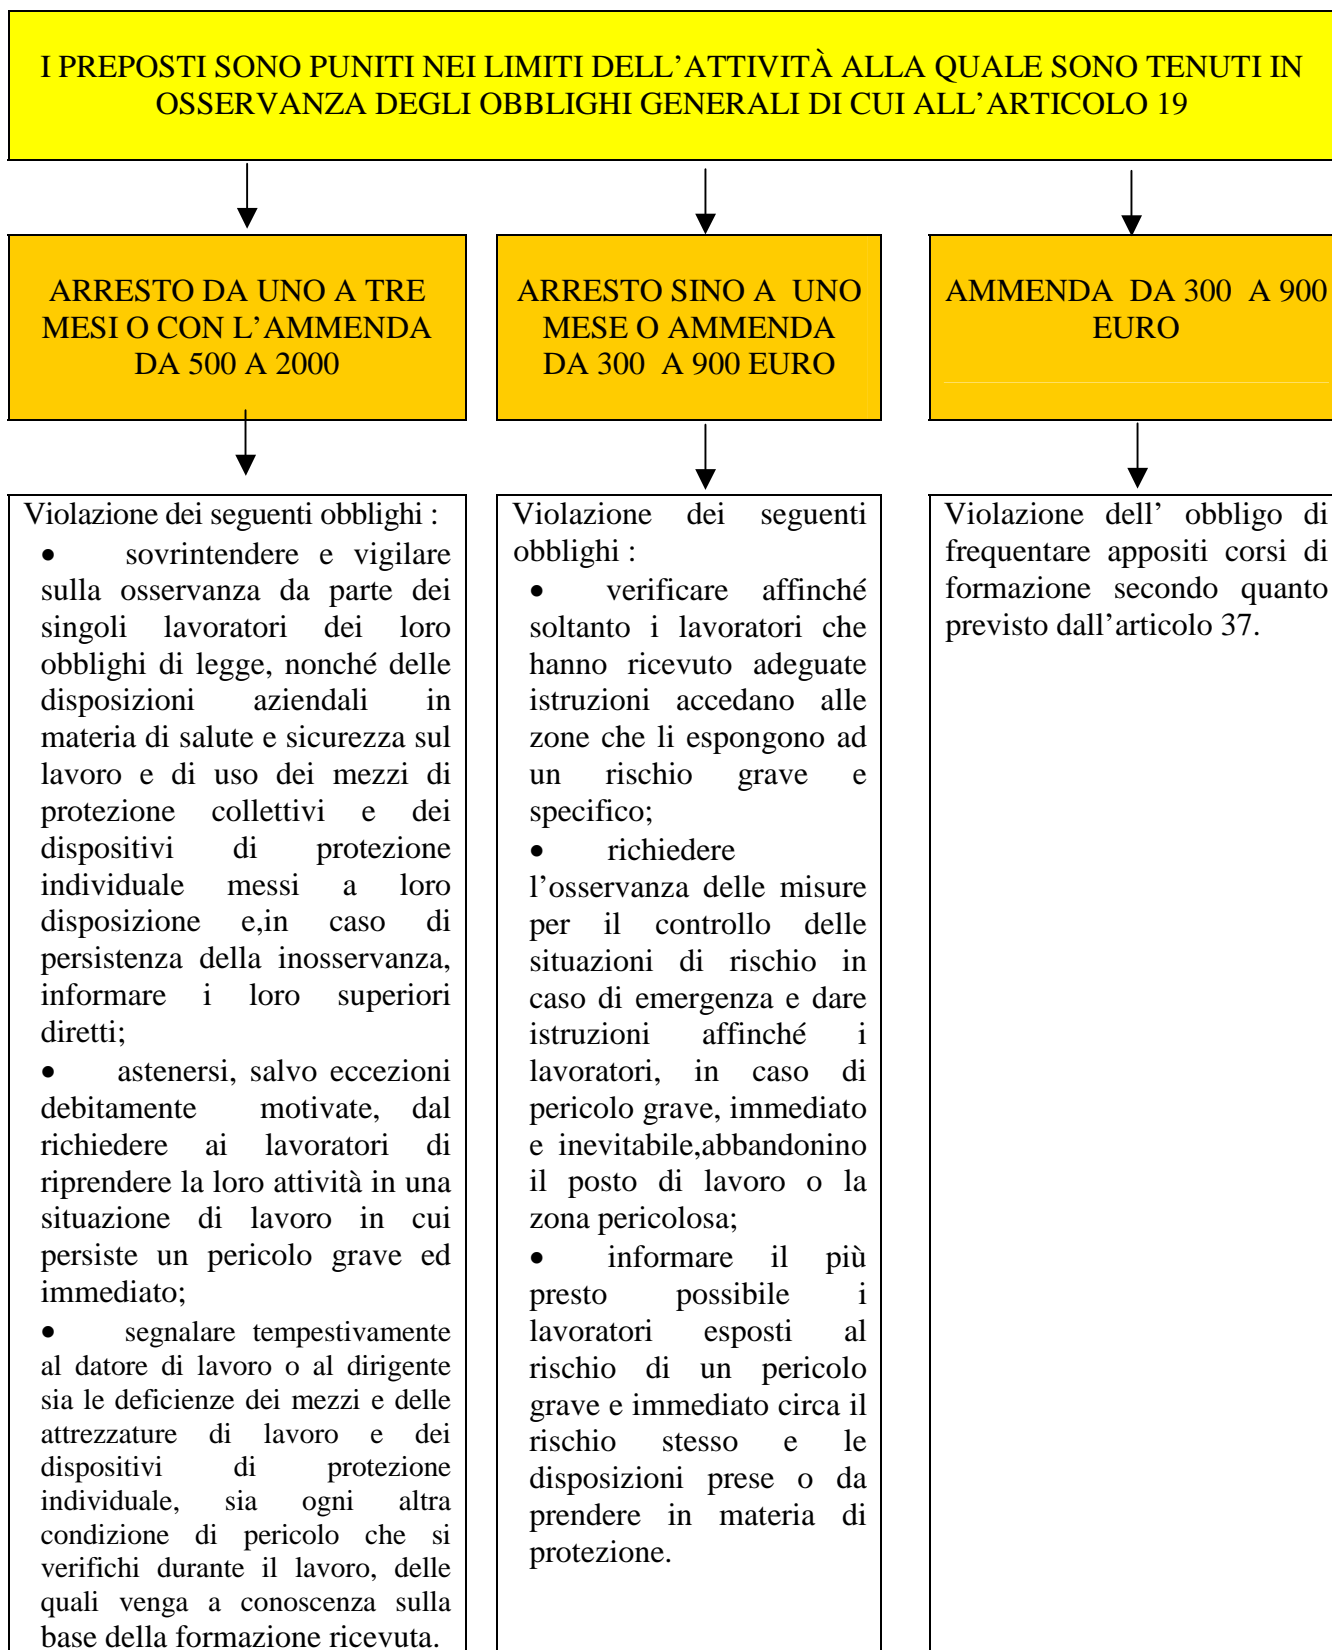 I PREPOSTI SONO PUNITI NEI LIMITI DELL’ATTIVITÀ ALLA QUALE SONO TENUTI IN
OSSERVANZA DEGLI OBBLIGHI GENERALI DI CUI ALL’ARTICOLO 19
ARRESTO DA UNO A TRE
MESI O CON L’AMMENDA
DA 500 A 2000
ARRESTO SINO A UNO
MESE O AMMENDA
DA 300 A 900 EURO
AMMENDA DA 300 A 900
EURO
Violazione dei seguenti obblighi :
• sovrintendere e vigilare
sulla osservanza da parte dei
singoli lavoratori dei loro
obblighi di legge, nonché delle
disposizioni aziendali in
materia di salute e sicurezza sul
lavoro e di uso dei mezzi di
protezione collettivi e dei
dispositivi di protezione
individuale messi a loro
disposizione e,in caso di
persistenza della inosservanza,
informare i loro superiori
diretti;
• astenersi, salvo eccezioni
debitamente motivate, dal
richiedere ai lavoratori di
riprendere la loro attività in una
situazione di lavoro in cui
persiste un pericolo grave ed
immediato;
• segnalare tempestivamente
al datore di lavoro o al dirigente
sia le deficienze dei mezzi e delle
attrezzature di lavoro e dei
dispositivi di protezione
individuale, sia ogni altra
condizione di pericolo che si
verifichi durante il lavoro, delle
quali venga a conoscenza sulla
base della formazione ricevuta.
Violazione dei seguenti
obblighi :
• verificare affinché
soltanto i lavoratori che
hanno ricevuto adeguate
istruzioni accedano alle
zone che li espongono ad
un rischio grave e
specifico;
• richiedere
l’osservanza delle misure
per il controllo delle
situazioni di rischio in
caso di emergenza e dare
istruzioni affinché i
lavoratori, in caso di
pericolo grave, immediato
e inevitabile,abbandonino
il posto di lavoro o la
zona pericolosa;
• informare il più
presto possibile i
lavoratori esposti al
rischio di un pericolo
grave e immediato circa il
rischio stesso e le
disposizioni prese o da
prendere in materia di
protezione.
Violazione dell’ obbligo di
frequentare appositi corsi di
formazione secondo quanto
previsto dall’articolo 37.